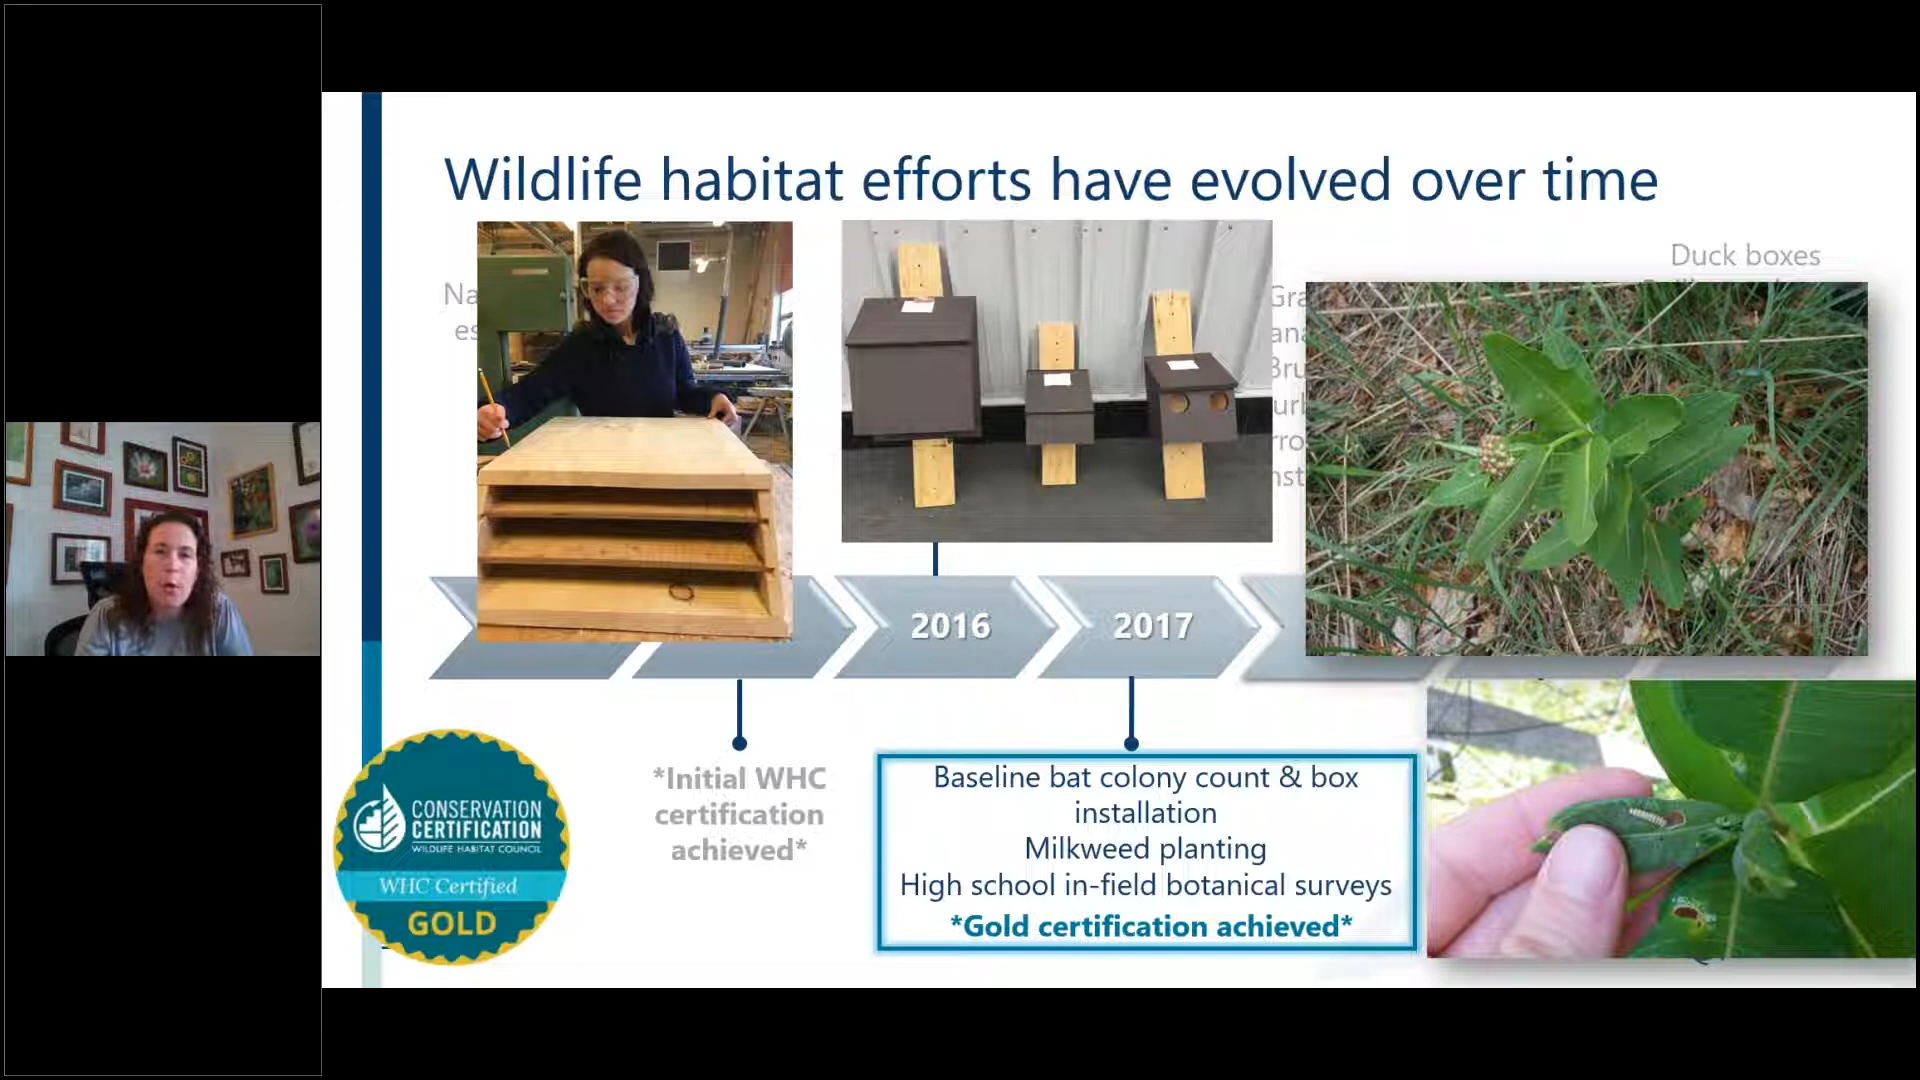 Wildlife habitat efforts have evolved over time
Duck boxes
2016
2017
*Initial WHC
certification
achieved*
Baseline bat colony count & box
installation
Milkweed planting
High school in-field botanical surveys
*Gold certification achieved*
CONSERVATION
CERTIFICATION
WILDLIFE HABITAT COUNCIL
WHC Certified
GOLD